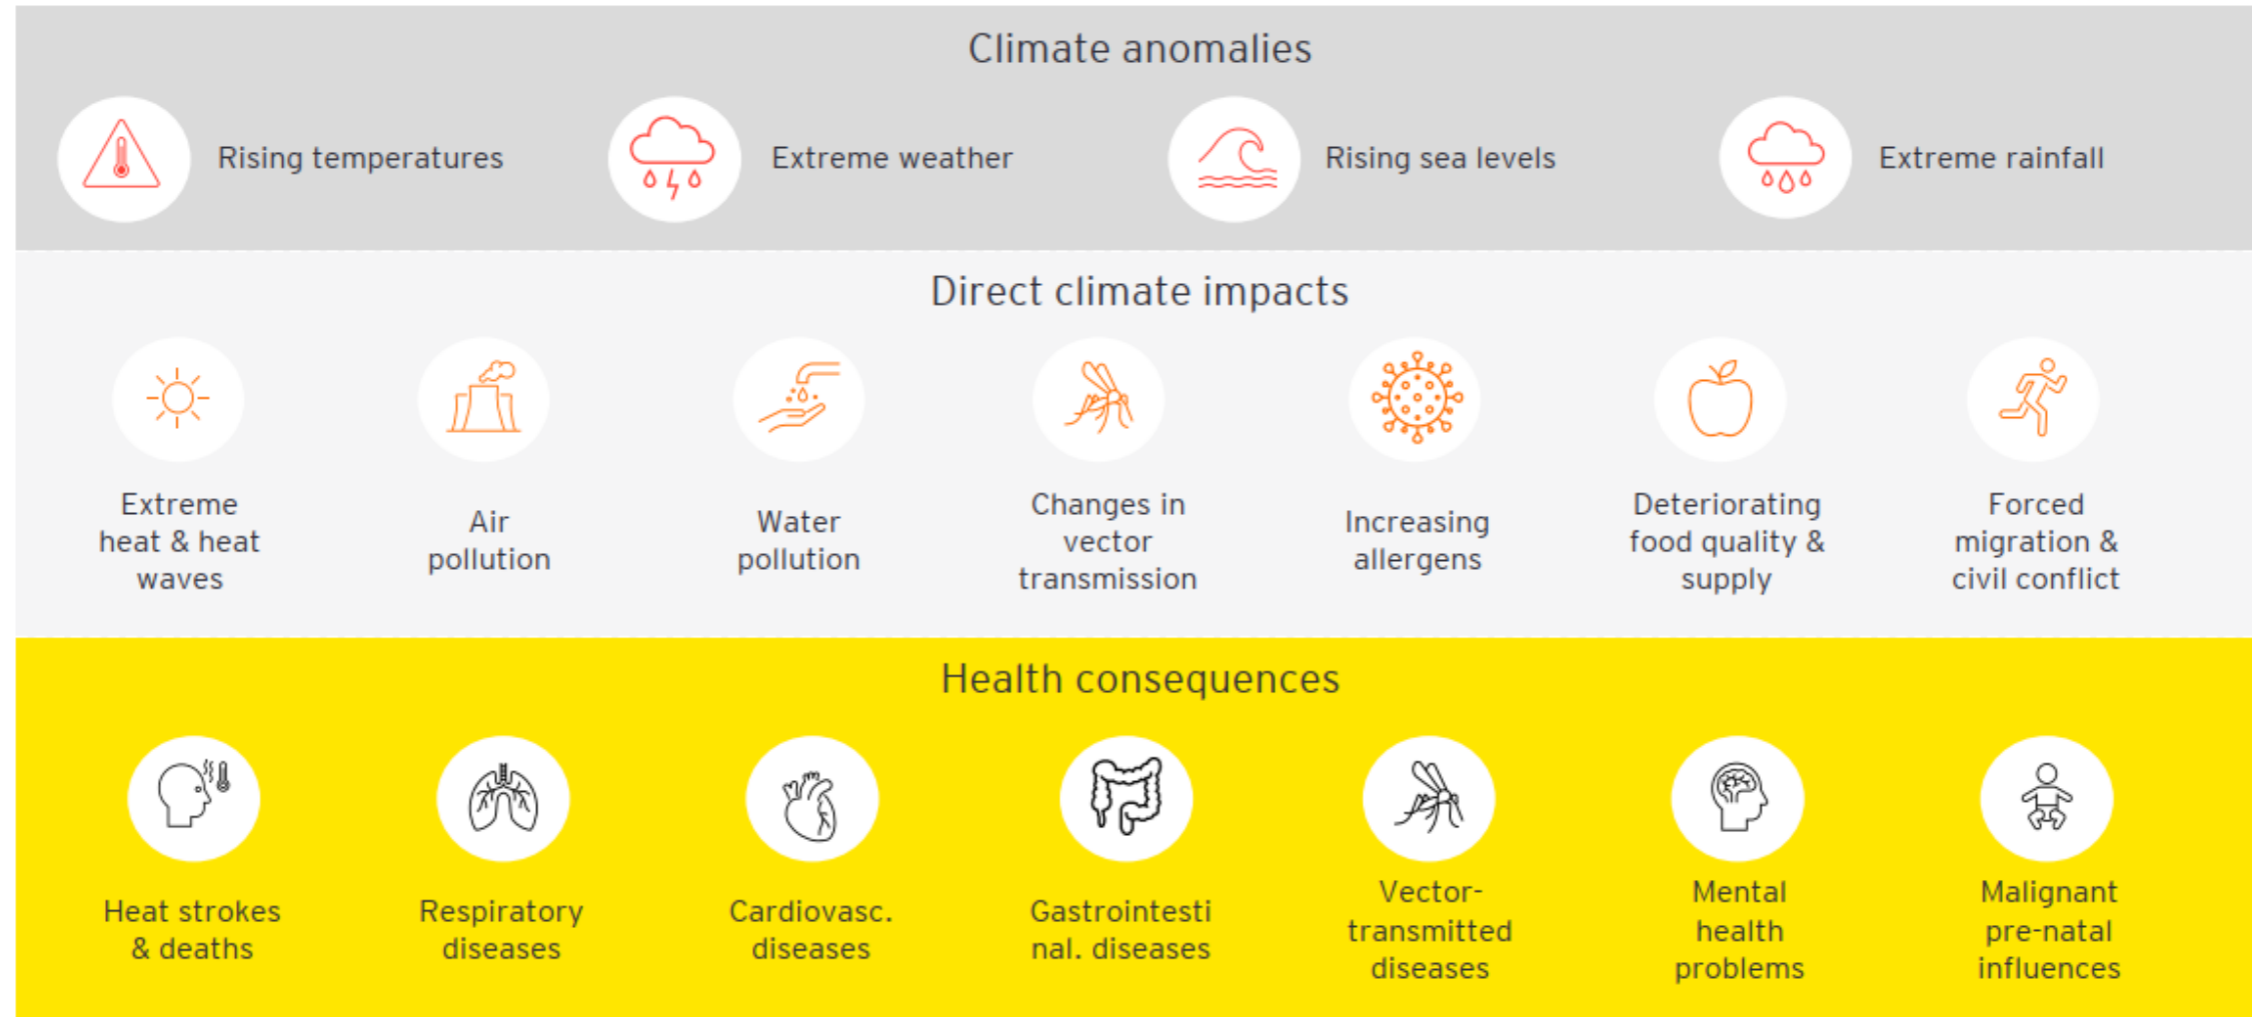 Climate anomalies
Rising temperatures
Extreme weather
Rising sea levels
Extreme rainfall
Direct climate impacts
Extreme
heat & heat
waves
Air
pollution
Water
pollution
Changes in
vector
transmission
Increasing
allergens
Deteriorating
food quality &
supply
Forced
migration &
civil conflict
Health consequences
Heat strokes
& deaths
Respiratory
diseases
Cardiovasc.
diseases
Gastrointesti
nal. diseases
Vector-
transmitted
diseases
Mental
health
problems
Malignant
pre-natal
influences